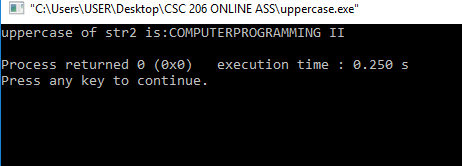 "C:\Users\USER\Desktop\CSC 206 ONLINE ASS\uppercase.exe"
uppercase of str2 is:COMPUTERPROGRAMMING II
Process returned 0 (0x0)   execution time : 0.250 s
Press any key to continue.